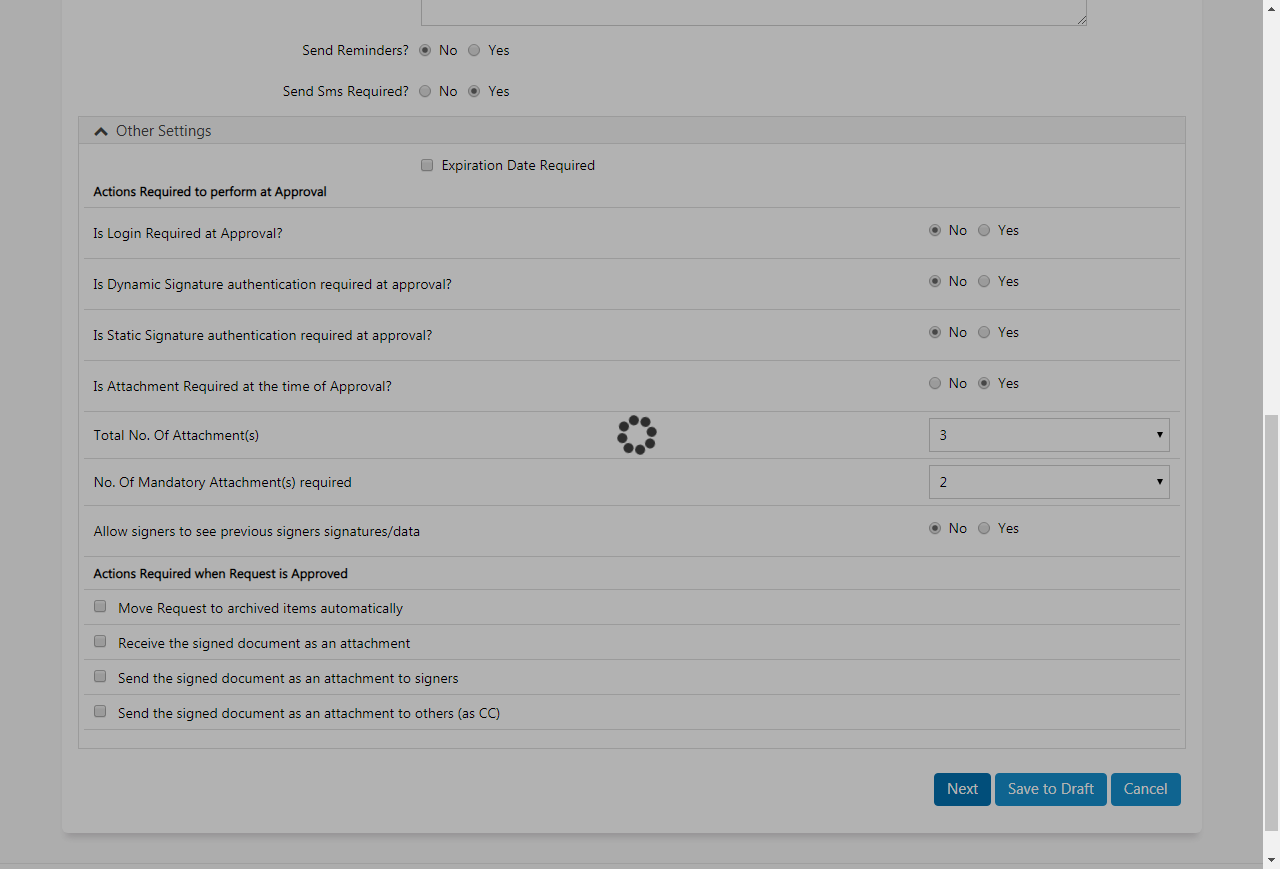 Send Reminders? No Yes
Send Sms Required? No Yes
Other Settings
Expiration Date Required
Actions Required to perform at Approval
Is Login Required at Approval? No Yes
Is Dynamic Signature authentication required at approval? No Yes
Is Static Signature authentication required at approval? No Yes
Is Attachment Required at the time of Approval? No Yes
Total No. Of Attachment(s) 3
No. Of Mandatory Attachment(s) required 2
Allow signers to see previous signers signatures/data No Yes
Actions Required when Request is Approved
Move Request to archived items automatically
Receive the signed document as an attachment
Send the signed document as an attachment to signers
Send the signed document as an attachment to others (as CC)
Next Save to Draft Cancel